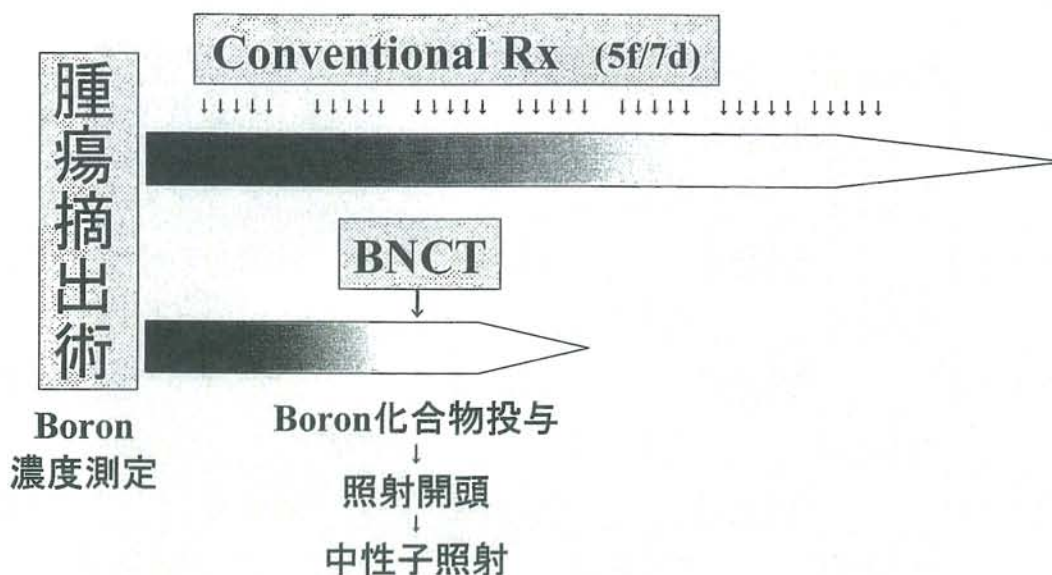 Conventional Rx (5f/7d)
腫瘍摘出術
BNCT
Boron
濃度測定
Boron化合物投与
↓
照射開頭
↓
中性子照射